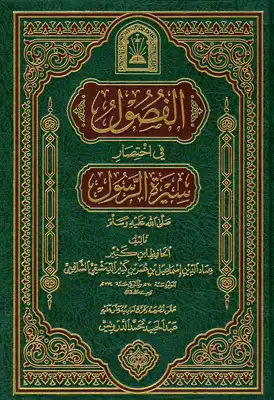 الفصول
في اختصار
سيرة الرسول
صلى الله عليه وسلم
تأليف
الحافظ ابن كثير
عماد الدين إسماعيل بن عمر بن كثير الدمشقي الشافعي